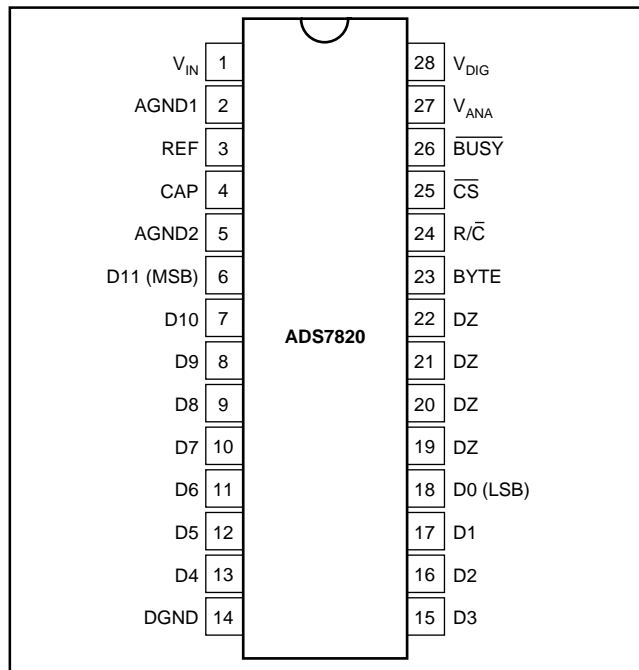 V_IN 1 28 V_DIG
AGND1 2 27 V_ANA
REF 3 26 B̅U̅S̅Y̅
CAP 4 25 C̅S̅
AGND2 5 24 R/C̅
D11 (MSB) 6 23 BYTE
D10 7 22 DZ
ADS7820
D9 8 21 DZ
D8 9 20 DZ
D7 10 19 DZ
D6 11 18 D0 (LSB)
D5 12 17 D1
D4 13 16 D2
DGND 14 15 D3